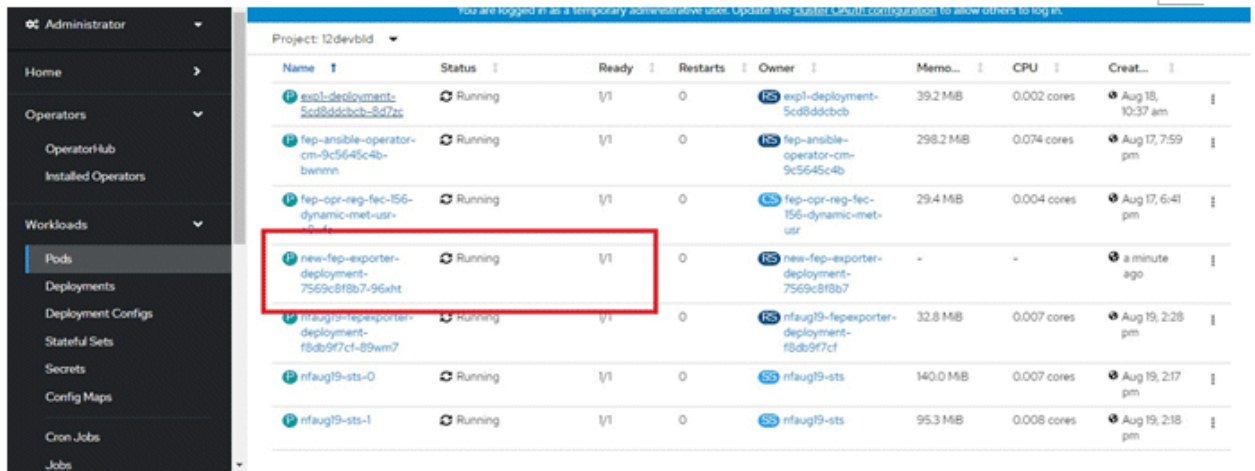 You are logged in as a temporary administrative user. Update the cluster OAuth configuration to allow others to log in.
Administrator
Home
Operators
OperatorHub
Installed Operators
Workloads
Pods
Deployments
Deployment Configs
Stateful Sets
Secrets
Config Maps
Cron Jobs
Jobs
Project: 12devbld
Name Status Ready Restarts Owner Memo... CPU Creat...
P exp1-deployment- Running 1/1 0 RS exp1-deployment- 39.2 MiB 0.002 cores Aug 18,
5cd8ddcbcb-8d7zc 5cd8ddcbcb 10:37 am
P fep-ansible-operator- Running 1/1 0 RS fep-ansible- 298.2 MiB 0.074 cores Aug 17, 7:59
cm-9c5645c4b- operator-cm- pm
bwnmn 9c5645c4b
P fep-opr-reg-fec-156- Running 1/1 0 CS fep-opr-reg-fec- 29.4 MiB 0.004 cores Aug 17, 6:41
dynamic-met-usr- 156-dynamic-met- pm
usr
P new-fep-exporter- Running 1/1 0 RS new-fep-exporter- - - a minute
deployment- deployment- ago
7569c8f8b7-96xht 7569c8f8b7
P nfaug19-fepexporter- Running 1/1 0 RS nfaug19-fepexporter- 32.8 MiB 0.007 cores Aug 19, 2:28
deployment- deployment- pm
f8db9f7cf-89wm7 f8db9f7cf
P nfaug19-sts-0 Running 1/1 0 SS nfaug19-sts 140.0 MiB 0.007 cores Aug 19, 2:17
pm
P nfaug19-sts-1 Running 1/1 0 SS nfaug19-sts 95.3 MiB 0.008 cores Aug 19, 2:18
pm